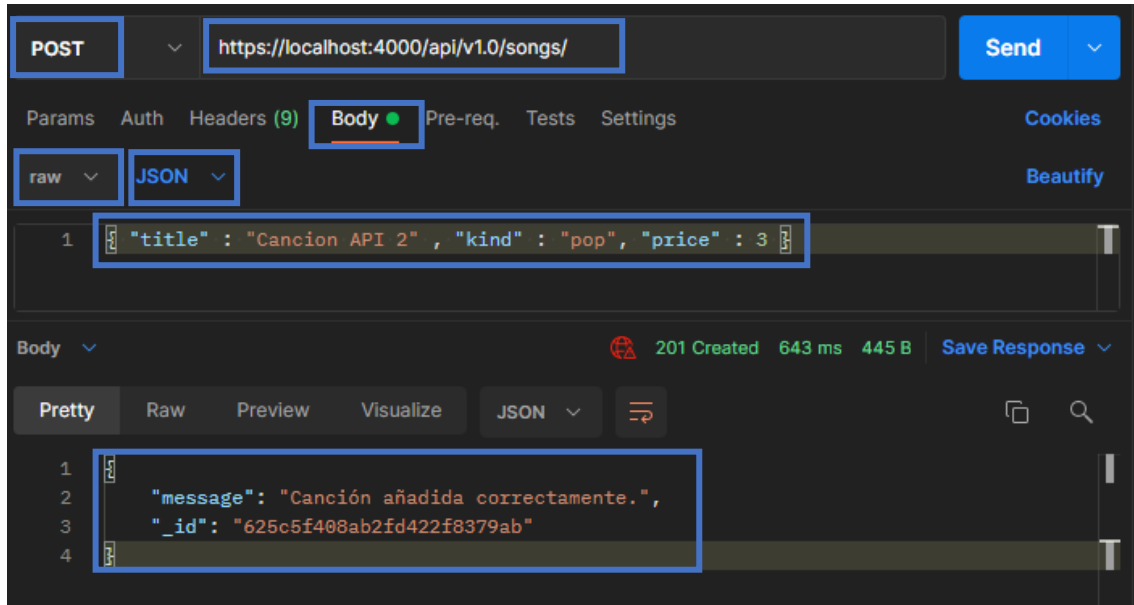 POST https://localhost:4000/api/v1.0/songs/ Send
Params Auth Headers (9) Body Pre-req. Tests Settings Cookies
raw JSON Beautify
1 { "title" : "Cancion API 2" , "kind" : "pop", "price" : 3 }
Body 201 Created 643 ms 445 B Save Response
Pretty Raw Preview Visualize JSON
1 {
2 "message": "Canción añadida correctamente.",
3 "_id": "625c5f408ab2fd422f8379ab"
4 }